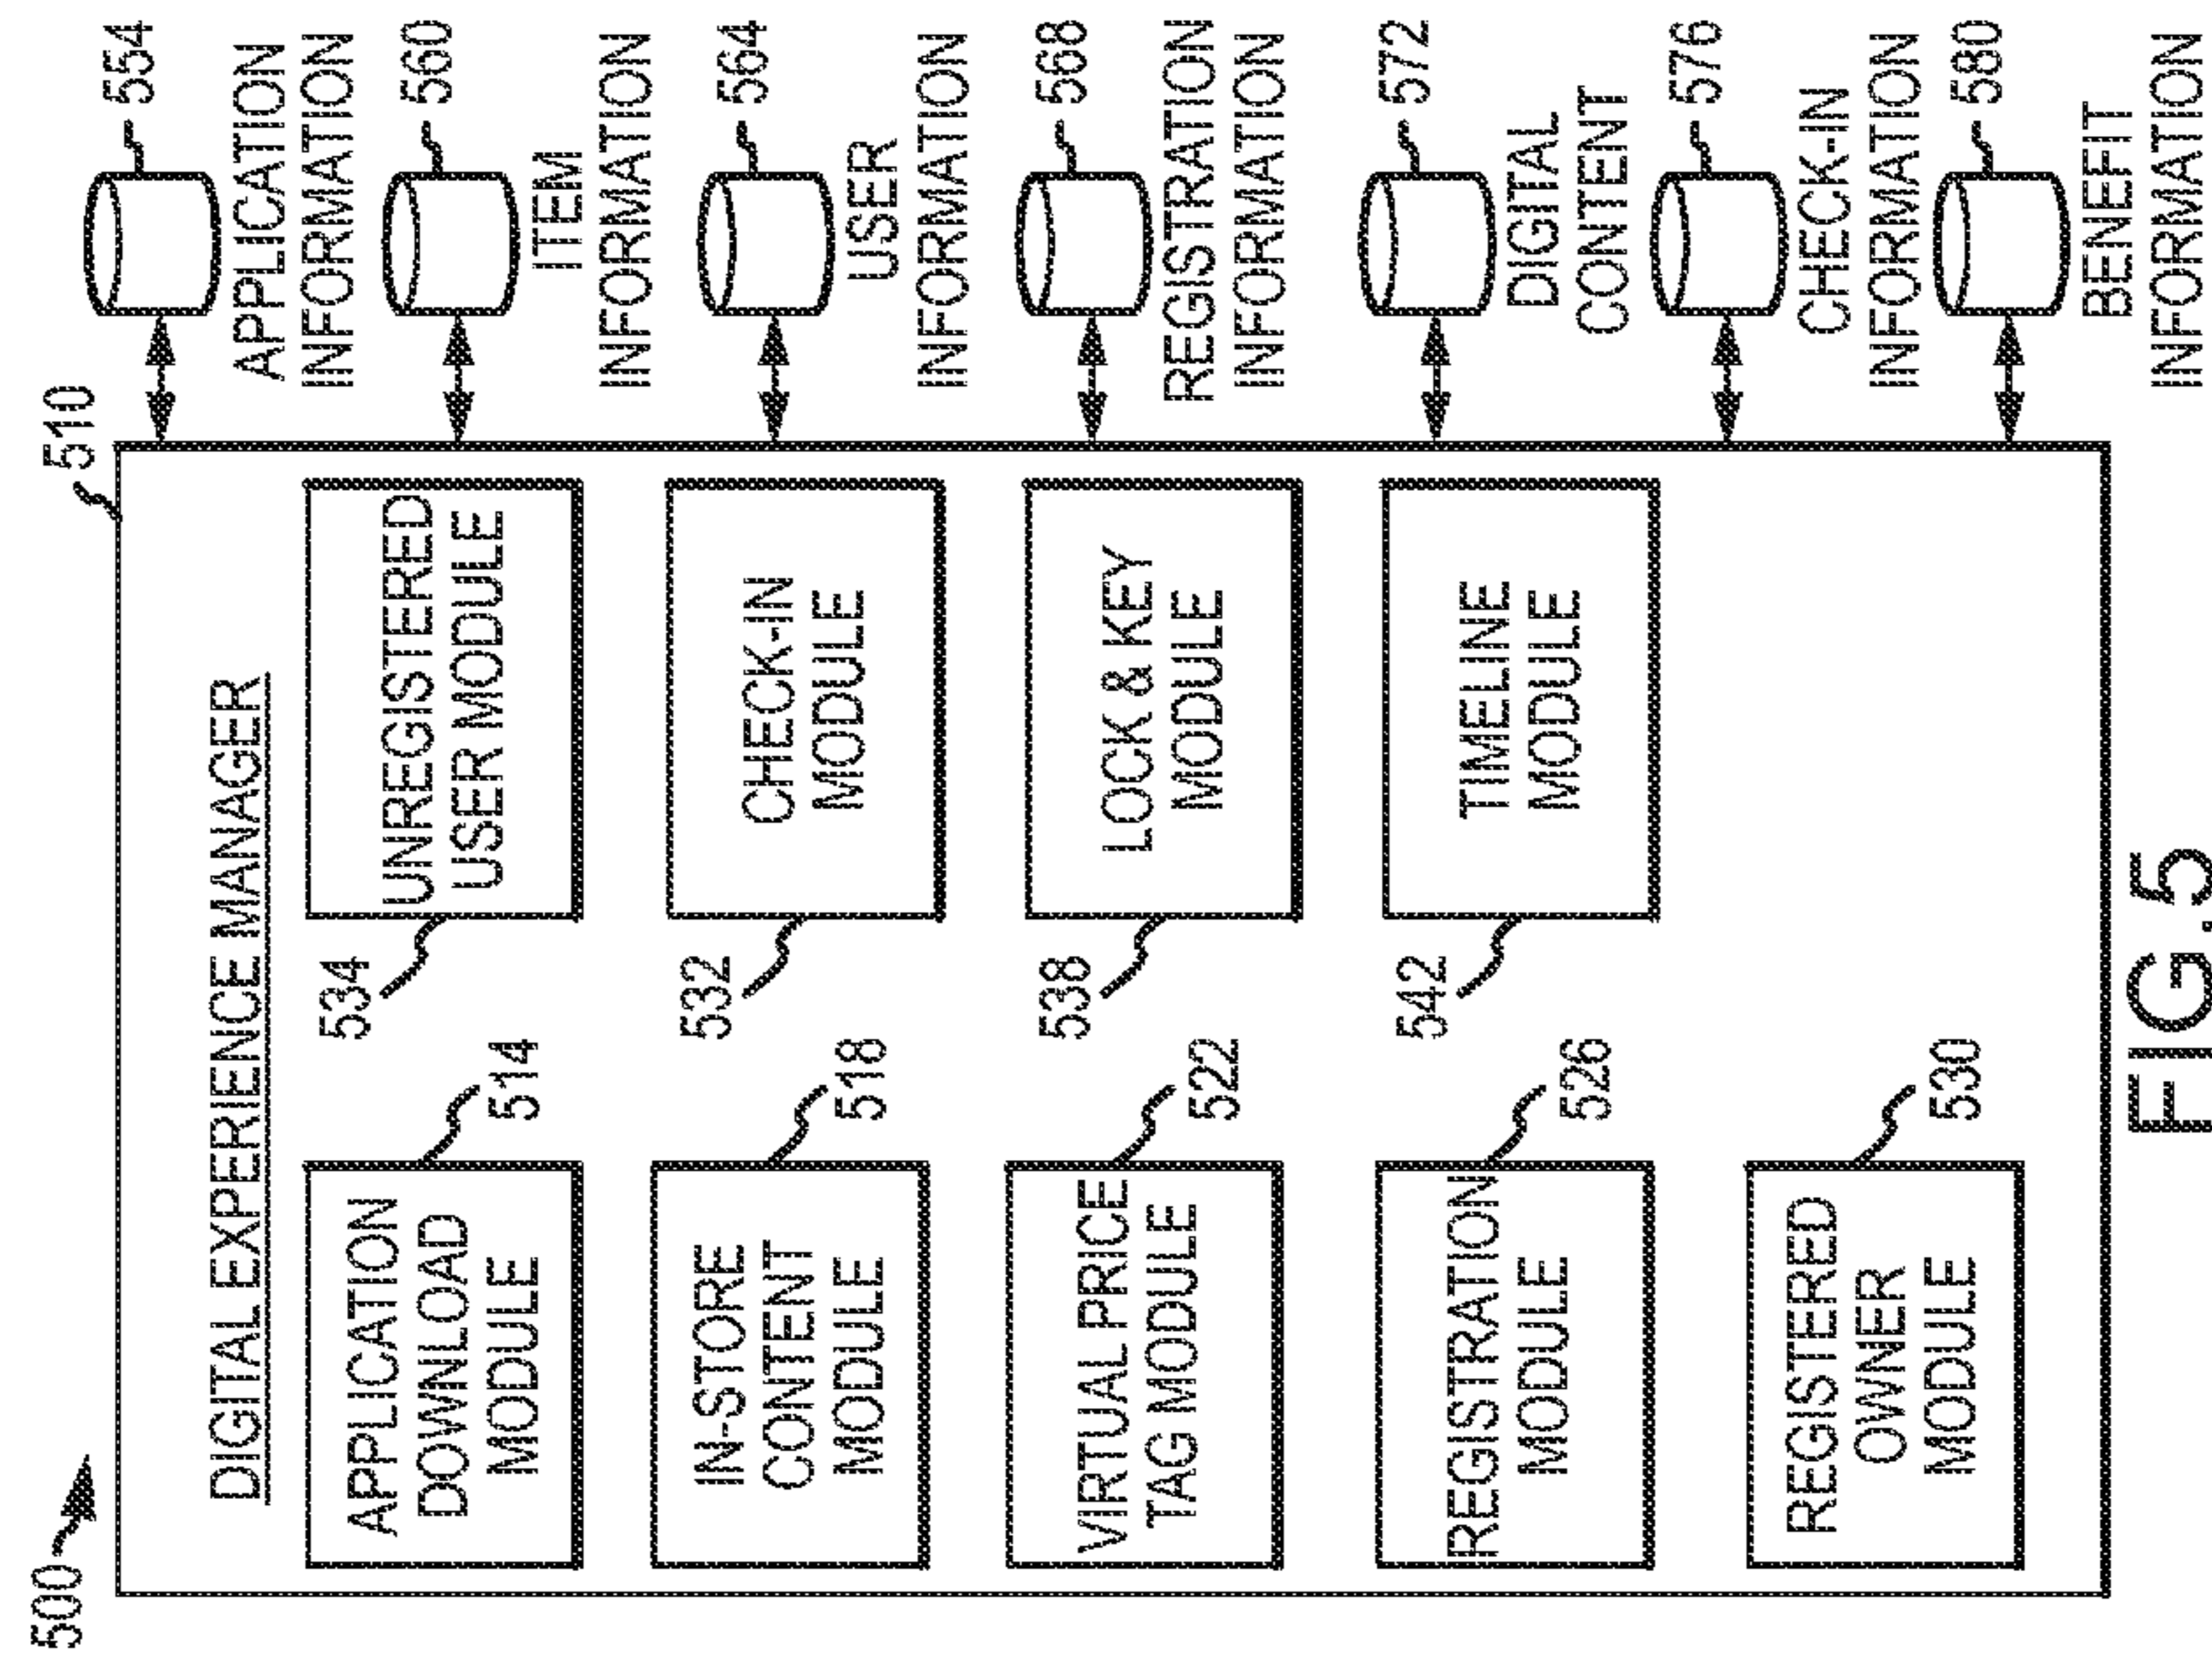 500
510
DIGITAL EXPERIENCE MANAGER
APPLICATION
DOWNLOAD
MODULE
514
UNREGISTERED
USER MODULE
534
IN-STORE
CONTENT
MODULE
518
CHECK-IN
MODULE
532
VIRTUAL PRICE
TAG MODULE
522
LOCK & KEY
MODULE
538
REGISTRATION
MODULE
526
TIMELINE
MODULE
542
REGISTERED
OWNER
MODULE
530
554
APPLICATION
INFORMATION
560
ITEM
INFORMATION
564
USER
INFORMATION
568
REGISTRATION
INFORMATION
572
DIGITAL
CONTENT
576
CHECK-IN
INFORMATION
580
BENEFIT
INFORMATION
FIG.5